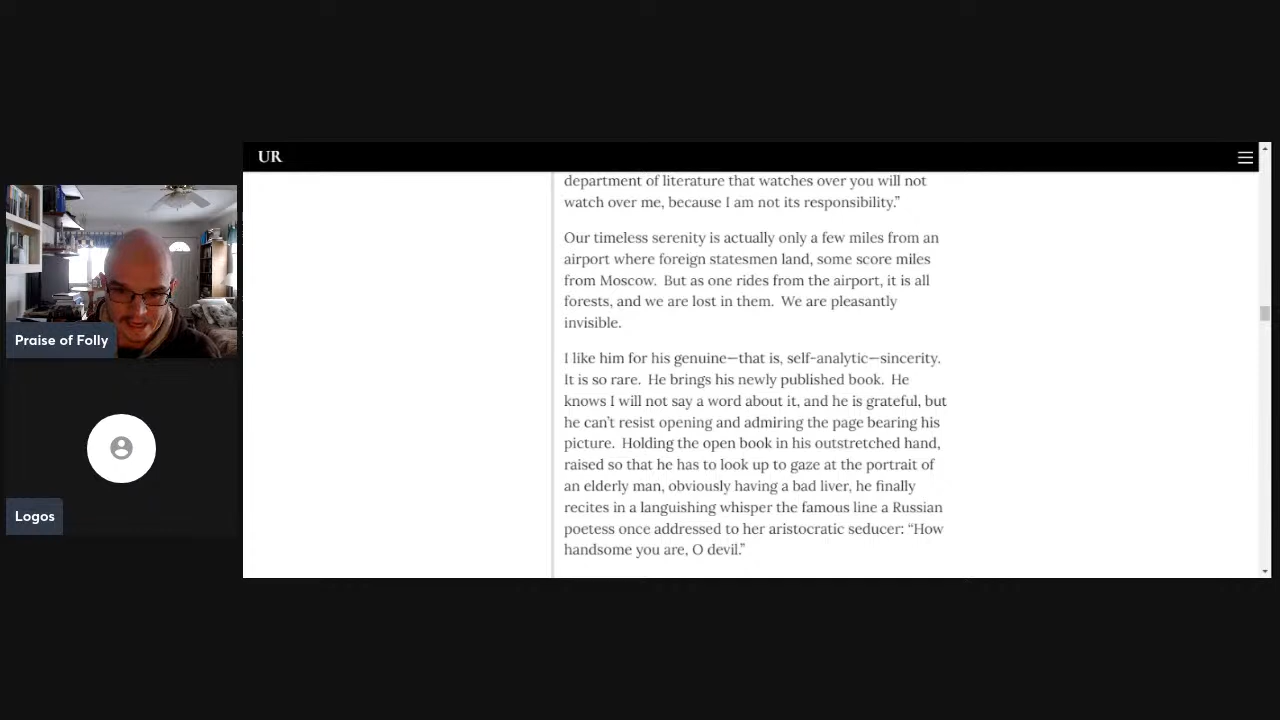 UR
department of literature that watches over you will not
watch over me, because I am not its responsibility.”
Our timeless serenity is actually only a few miles from an
airport where foreign statesmen land, some score miles
from Moscow.  But as one rides from the airport, it is all
forests, and we are lost in them.  We are pleasantly
invisible.
I like him for his genuine—that is, self-analytic—sincerity.
It is so rare.  He brings his newly published book.  He
knows I will not say a word about it, and he is grateful, but
he can’t resist opening and admiring the page bearing his
picture.  Holding the open book in his outstretched hand,
raised so that he has to look up to gaze at the portrait of
an elderly man, obviously having a bad liver, he finally
recites in a languishing whisper the famous line a Russian
poetess once addressed to her aristocratic seducer: “How
handsome you are, O devil.”
Praise of Folly
Logos